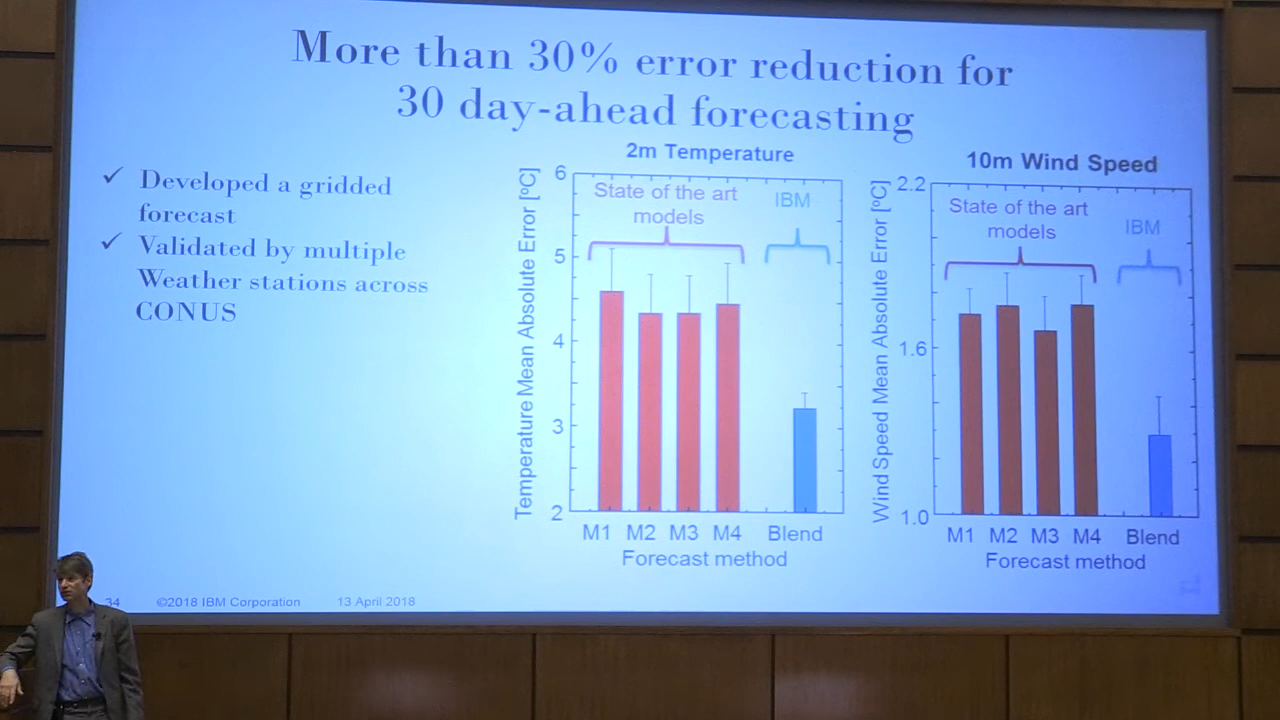 More than 30% error reduction for
30 day-ahead forecasting
✓ Developed a gridded
forecast
✓ Validated by multiple
Weather stations across
CONUS
2m Temperature
Temperature Mean Absolute Error [ºC]
6
5
4
3
2
State of the art
models
IBM
M1 M2 M3 M4 Blend
Forecast method
10m Wind Speed
Wind Speed Mean Absolute Error [ºC]
2.2
1.6
1.0
State of the art
models
IBM
M1 M2 M3 M4 Blend
Forecast method
34 ©2018 IBM Corporation 13 April 2018